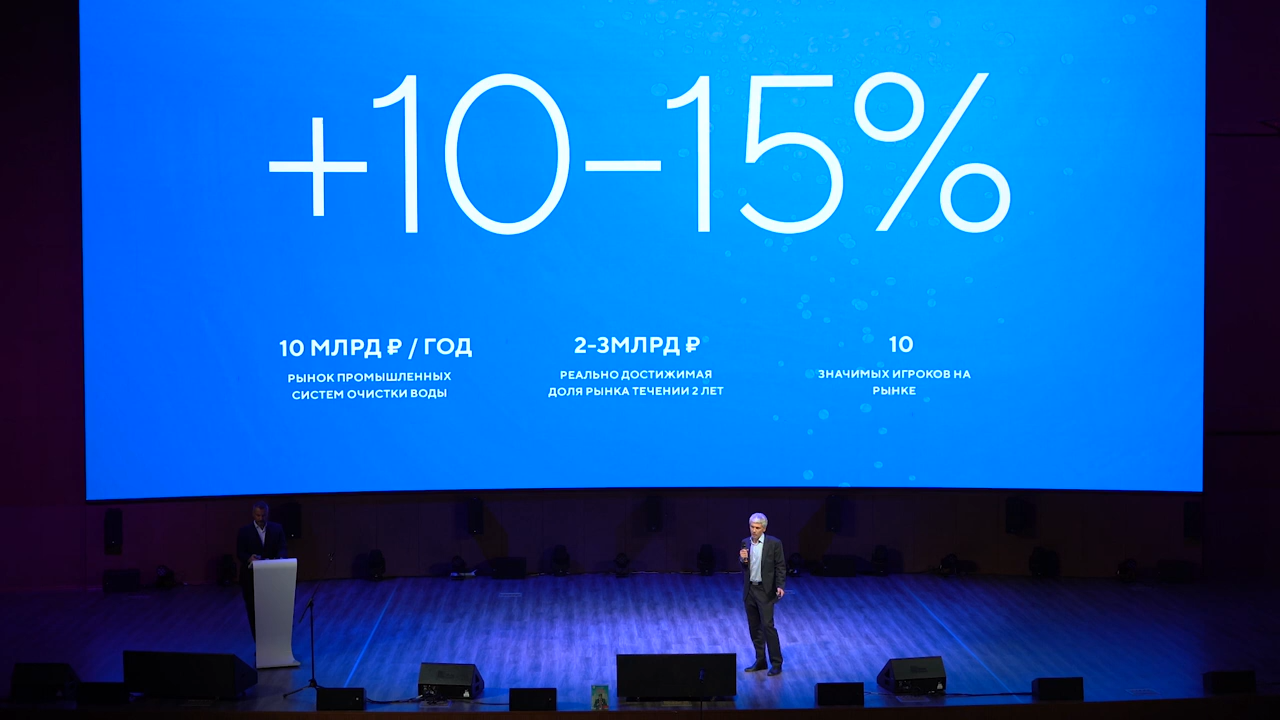 +10–15%
10 МЛРД ₽ / ГОД
РЫНОК ПРОМЫШЛЕННЫХ
СИСТЕМ ОЧИСТКИ ВОДЫ
2-3МЛРД ₽
РЕАЛЬНО ДОСТИЖИМАЯ
ДОЛЯ РЫНКА ТЕЧЕНИИ 2 ЛЕТ
10
ЗНАЧИМЫХ ИГРОКОВ НА
РЫНКЕ